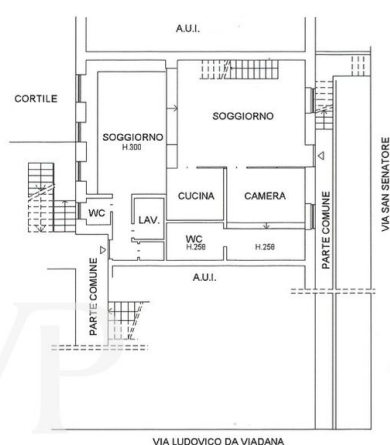 A.U.I.
CORTILE
SOGGIORNO
H.300
SOGGIORNO
CUCINA
CAMERA
WC
LAV.
WC
H.258
H.258
A.U.I.
PARTE COMUNE
PARTE COMUNE
VIA SAN SENATORE
VIA LUDOVICO DA VIADANA
VP